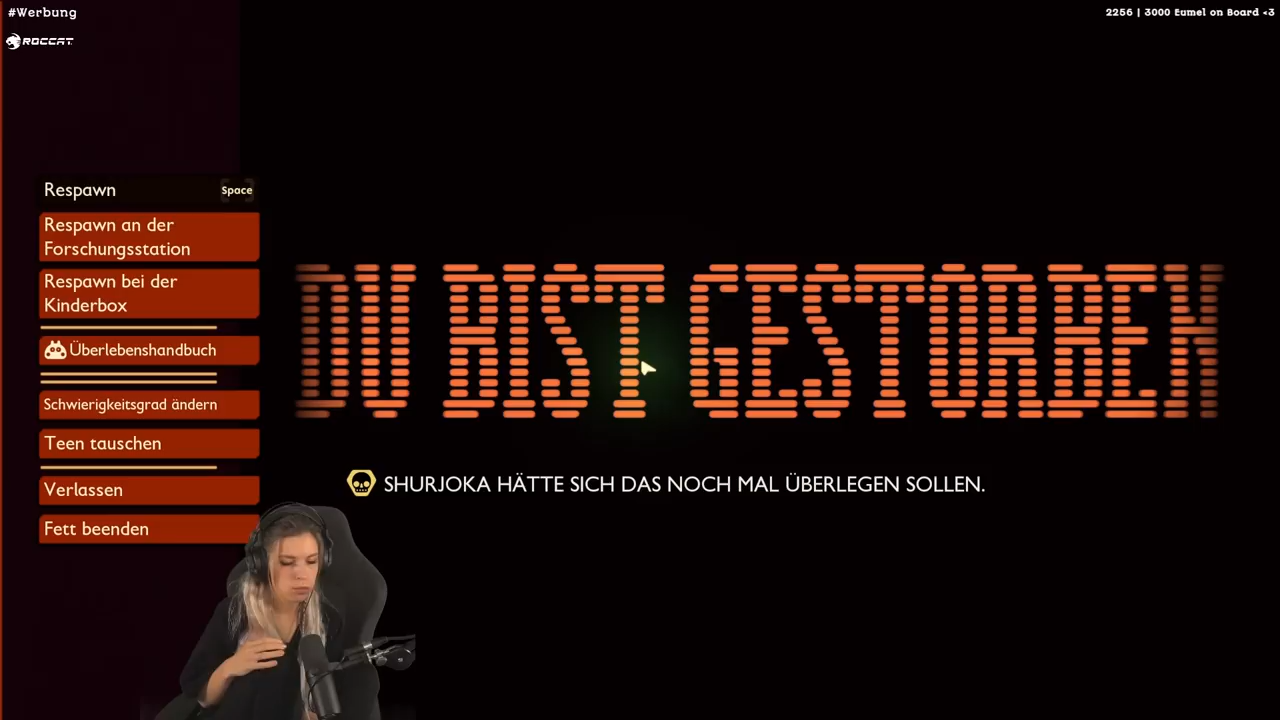 #Werbung
2256 | 3000 Eumel on Board <3
ROCCAT
Respawn
Space
Respawn an der
Forschungsstation
Respawn bei der
Kinderbox
Überlebenshandbuch
Schwierigkeitsgrad ändern
Teen tauschen
Verlassen
Fett beenden
DU BIST GESTORBEN
SHURJOKA HÄTTE SICH DAS NOCH MAL ÜBERLEGEN SOLLEN.